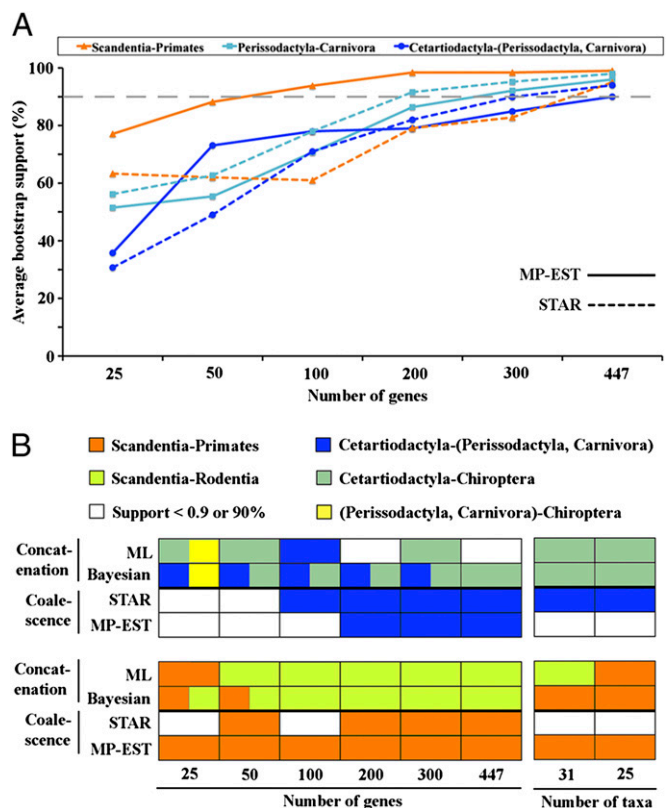 A
Scandentia-Primates Perissodactyla-Carnivora Cetartiodactyla-(Perissodactyla, Carnivora)
100
80
60
40
20
0
Average bootstrap support (%)
MP-EST
STAR
25 50 100 200 300 447
Number of genes
B
Scandentia-Primates Cetartiodactyla-(Perissodactyla, Carnivora)
Scandentia-Rodentia Cetartiodactyla-Chiroptera
Support < 0.9 or 90% (Perissodactyla, Carnivora)-Chiroptera
Concat-
enation
ML
Bayesian
Coale-
scence
STAR
MP-EST
Concat-
enation
ML
Bayesian
Coale-
scence
STAR
MP-EST
25 50 100 200 300 447 31 25
Number of genes Number of taxa